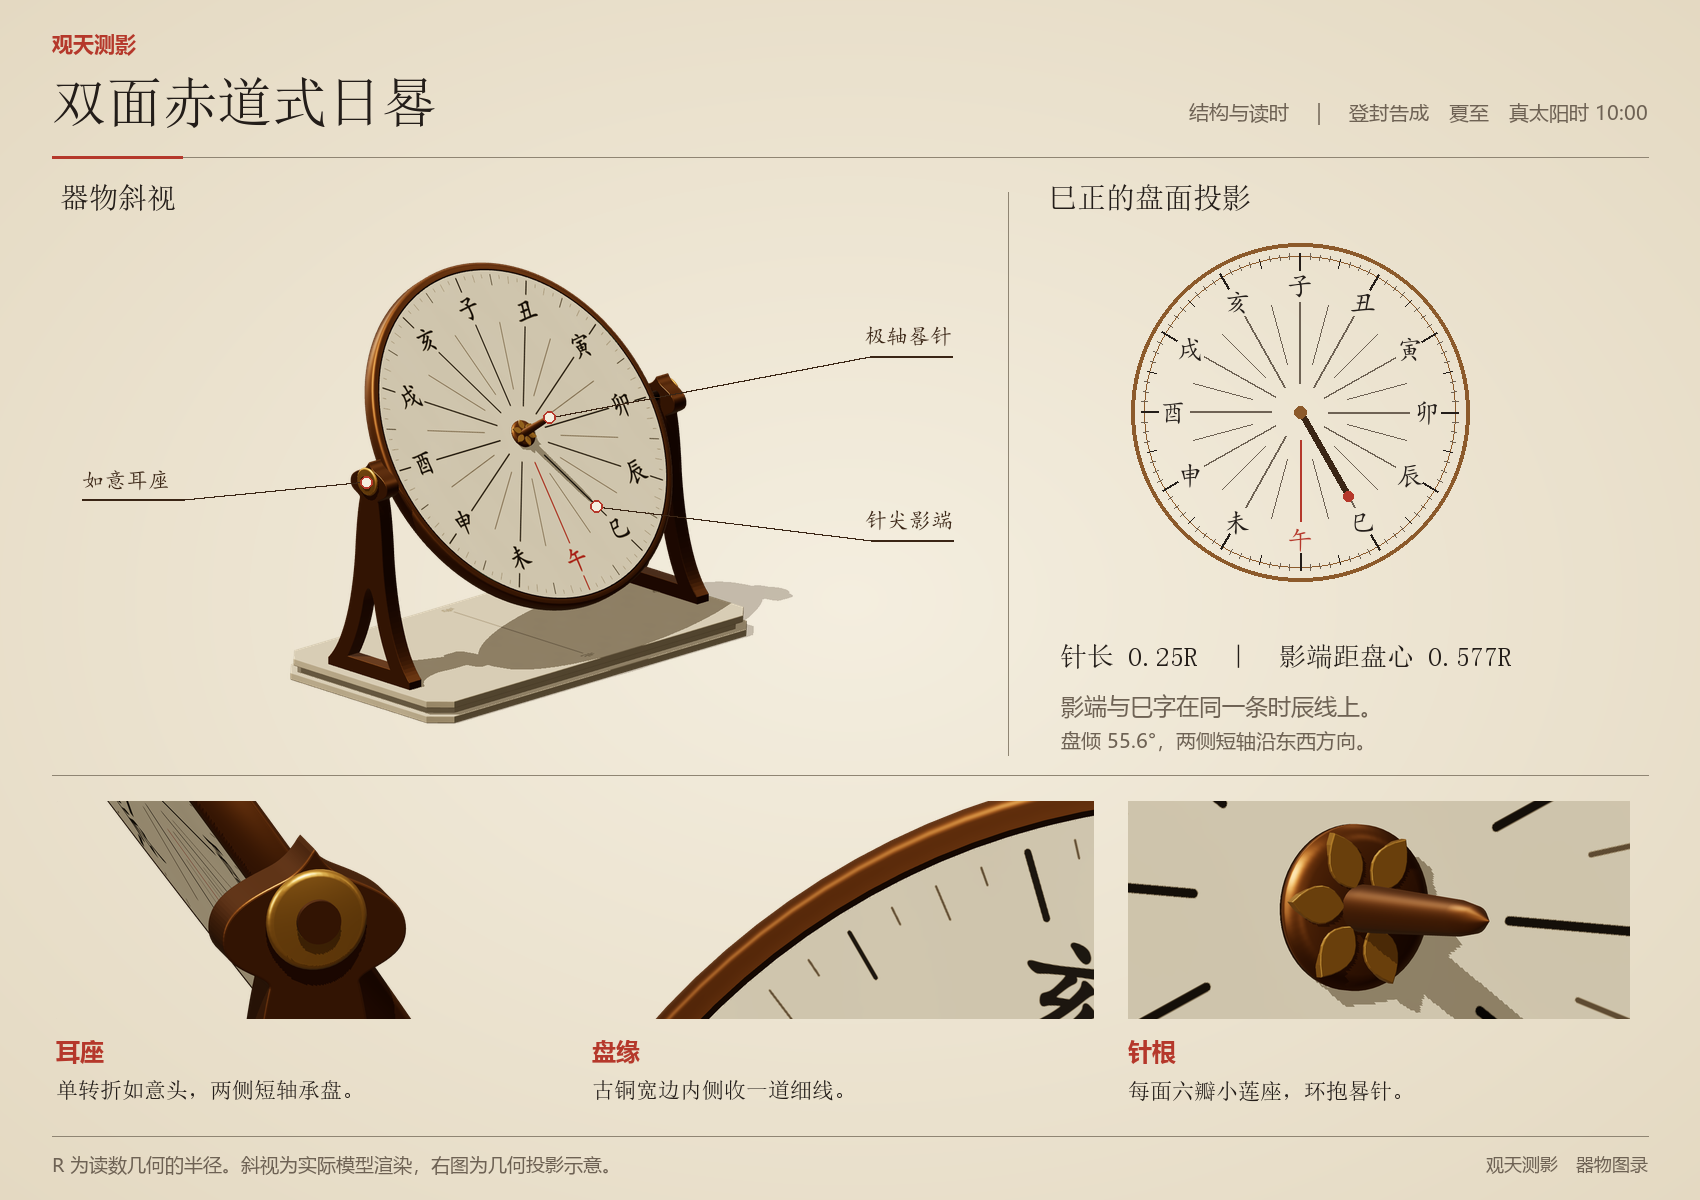 观天测影
双面赤道式日晷
结构与读时 | 登封告成 夏至 真太阳时 10:00
器物斜视
子 丑 寅 卯 辰 巳 午 未 申 酉 戌 亥
极轴晷针
如意耳座
针尖影端
巳正的盘面投影
子 丑 寅 卯 辰 巳 午 未 申 酉 戌 亥
针长 0.25R | 影端距盘心 0.577R
影端与巳字在同一条时辰线上。
盘倾 55.6°，两侧短轴沿东西方向。
亥
耳座
单转折如意头，两侧短轴承盘。
盘缘
古铜宽边内侧收一道细线。
针根
每面六瓣小莲座，环抱晷针。
R 为读数几何的半径。斜视为实际模型渲染，右图为几何投影示意。
观天测影 器物图录